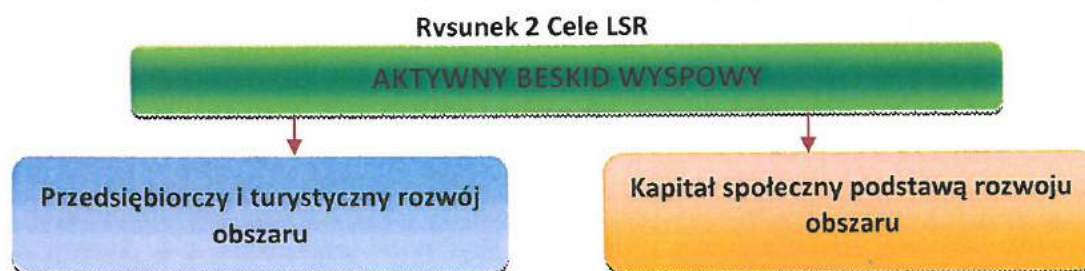 Rysunek 2 Cele LSR
AKTYWNY BESKID WYSPOWY
Przedsiębiorczy i turystyczny rozwój
obszaru
Kapitał społeczny podstawą rozwoju
obszaru